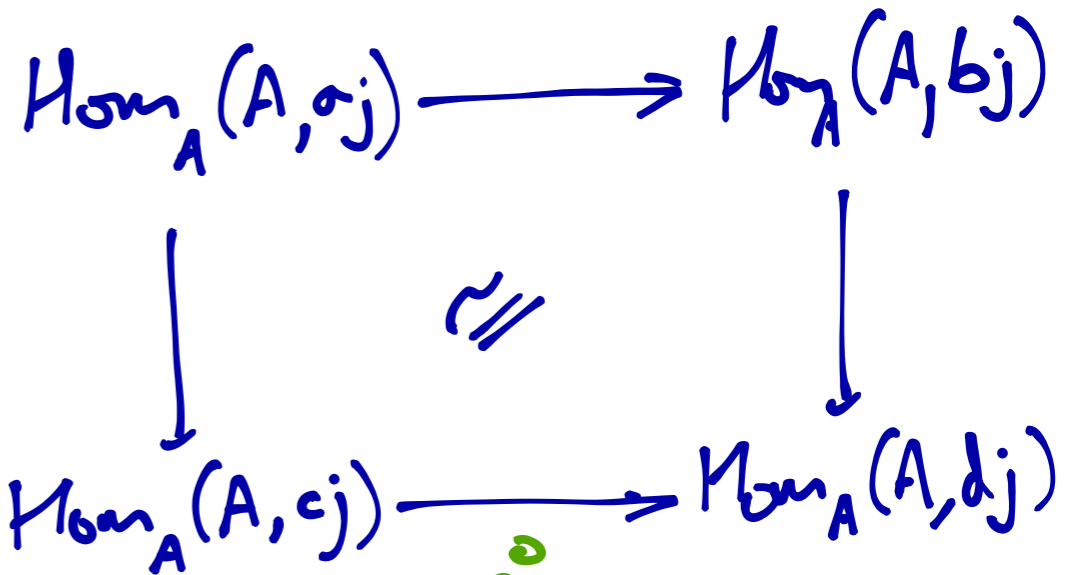 Hom_A(A,aj) → Hom_A(A,bj)
↓ ≅ ↓
Hom_A(A,cj) → Hom_A(A,dj)